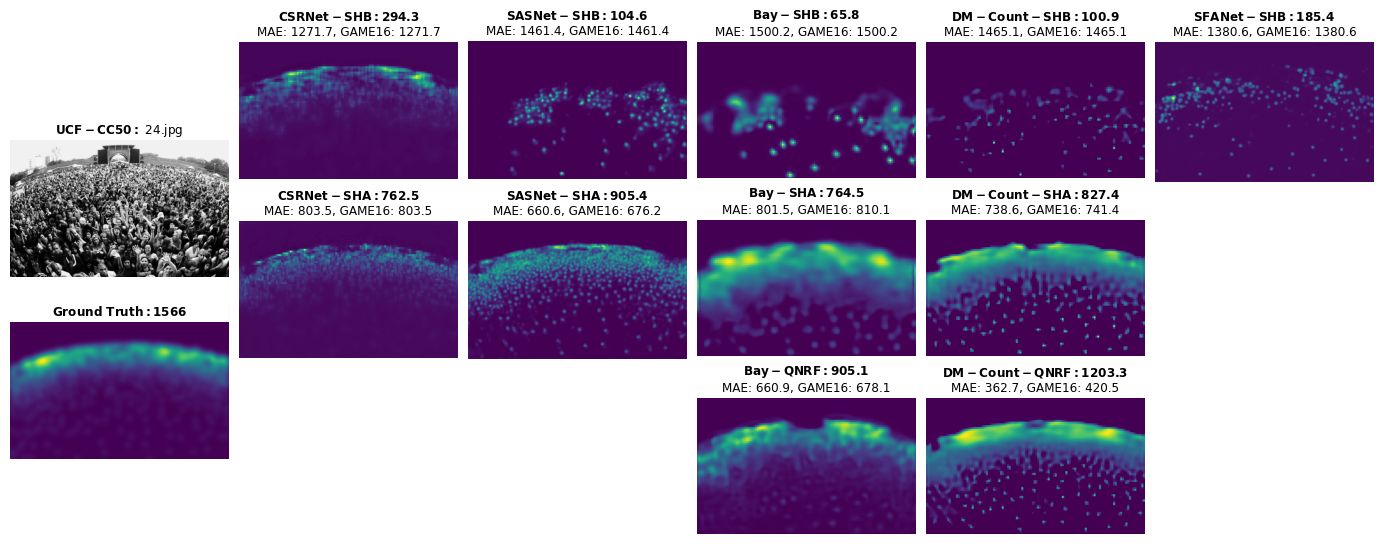 CSRNet − SHB: 294.3
MAE: 1271.7, GAME16: 1271.7
SASNet − SHB: 104.6
MAE: 1461.4, GAME16: 1461.4
Bay − SHB: 65.8
MAE: 1500.2, GAME16: 1500.2
DM − Count − SHB: 100.9
MAE: 1465.1, GAME16: 1465.1
SFANet − SHB: 185.4
MAE: 1380.6, GAME16: 1380.6
UCF − CC50: 24.jpg
CSRNet − SHA: 762.5
MAE: 803.5, GAME16: 803.5
SASNet − SHA: 905.4
MAE: 660.6, GAME16: 676.2
Bay − SHA: 764.5
MAE: 801.5, GAME16: 810.1
DM − Count − SHA: 827.4
MAE: 738.6, GAME16: 741.4
Ground Truth: 1566
Bay − QNRF: 905.1
MAE: 660.9, GAME16: 678.1
DM − Count − QNRF: 1203.3
MAE: 362.7, GAME16: 420.5